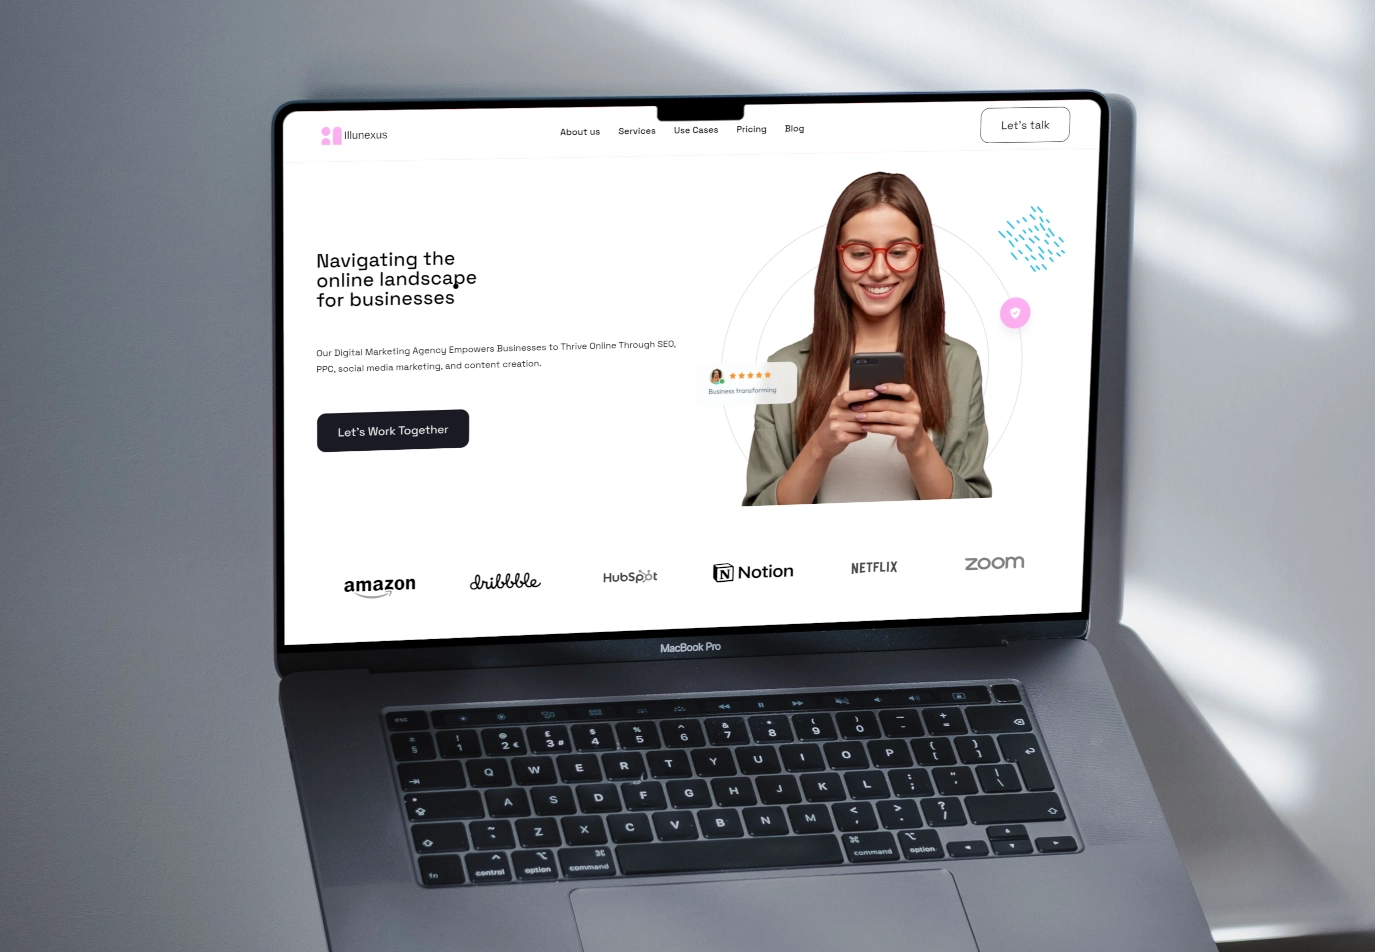 Illunexus
About us Services Use Cases Pricing Blog
Let's talk
Navigating the
online landscape
for businesses
Our Digital Marketing Agency Empowers Businesses to Thrive Online Through SEO,
PPC, social media marketing, and content creation.
Let's Work Together
Business transforming
amazon dribbble HubSpot Notion NETFLIX zoom
MacBook Pro
esc
± ! @ £ $ % ^ & * ( ) — +
§ 1 2 € 3 # 4 5 6 7 8 9 0 - =
Q W E R T Y U I O P { [ } ]
A S D F G H J K L : ; " ' | \
~ ` Z X C V B N M < , > . ? /
fn control option command command option